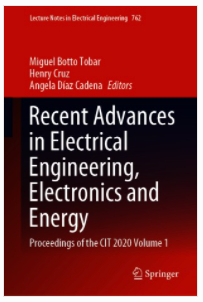 Lecture Notes in Electrical Engineering 762
Miguel Botto Tobar
Henry Cruz
Angela Díaz Cadena Editors
Recent Advances
in Electrical
Engineering,
Electronics and
Energy
Proceedings of the CIT 2020 Volume 1
Springer